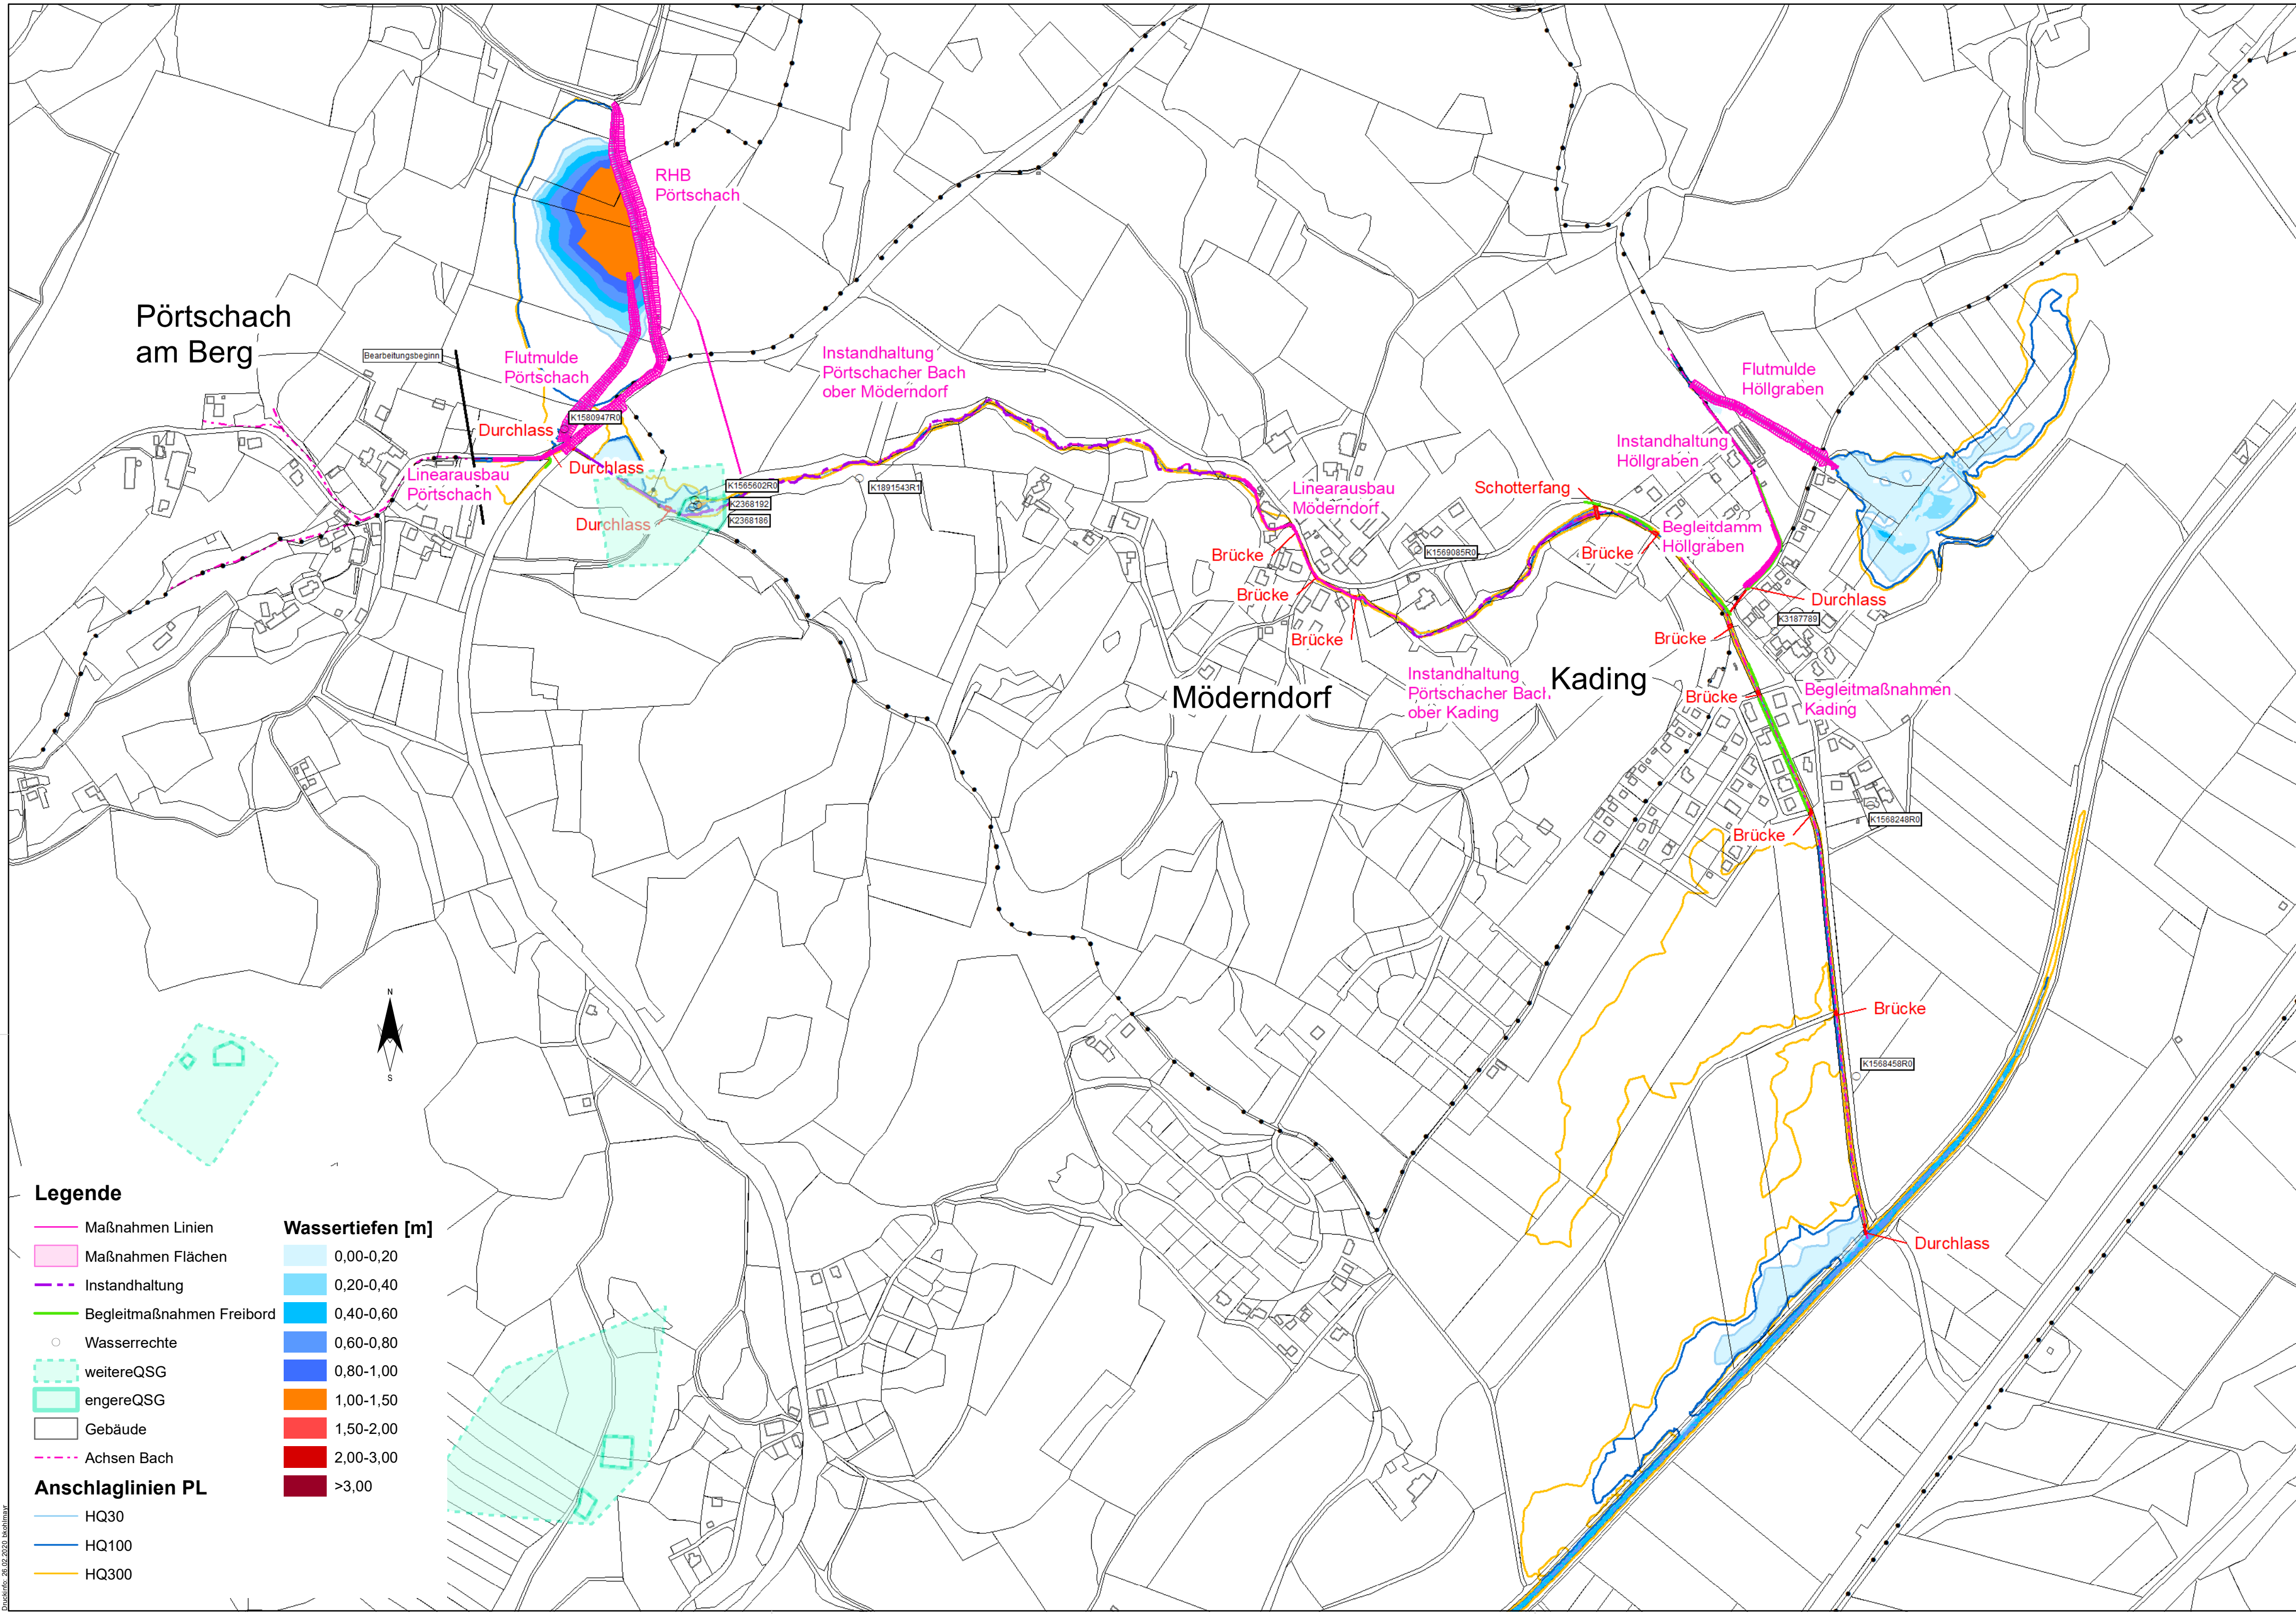 RHB
Pörtschach
Pörtschach
am Berg
Bearbeitungsbeginn
Flutmulde
Pörtschach
Instandhaltung
Pörtschacher Bach
ober Möderndorf
Flutmulde
Höllgraben
K1580947R0
Durchlass
Instandhaltung
Höllgraben
Durchlass
Linearausbau
Pörtschach
K1565602R0
K1891543R1
K2368192
K2368186
Durchlass
Linearausbau
Möderndorf
Schotterfang
Begleitdamm
Höllgraben
Brücke
Brücke
K1569085R0
Brücke
Durchlass
K3187789
Brücke
Brücke
Instandhaltung
Pörtschacher Bach
ober Kading
Kading
Möderndorf
Brücke
Begleitmaßnahmen
Kading
K1568248R0
Brücke
Brücke
K1568458R0
Durchlass
N
S
Legende
Maßnahmen Linien
Maßnahmen Flächen
Instandhaltung
Begleitmaßnahmen Freibord
Wasserrechte
weitereQSG
engereQSG
Gebäude
Achsen Bach
Anschlaglinien PL
HQ30
HQ100
HQ300
Wassertiefen [m]
0,00-0,20
0,20-0,40
0,40-0,60
0,60-0,80
0,80-1,00
1,00-1,50
1,50-2,00
2,00-3,00
>3,00
Druckinfo: 26.02.2020 bkohlmayr